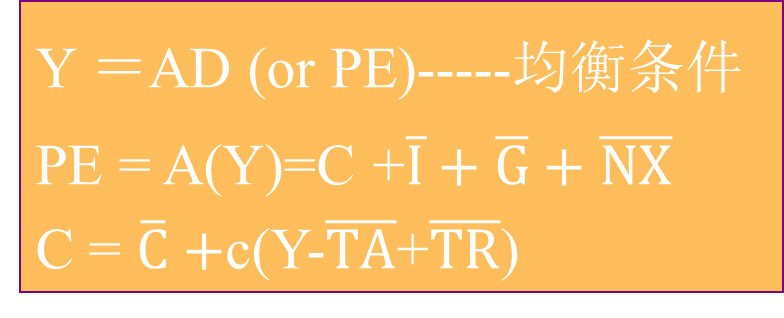 Y ＝AD (or PE)-----均衡条件
PE = A(Y)=C +I̅ + G̅ + N̅X̅
C = C̅ +c(Y-T̅A̅+T̅R̅)